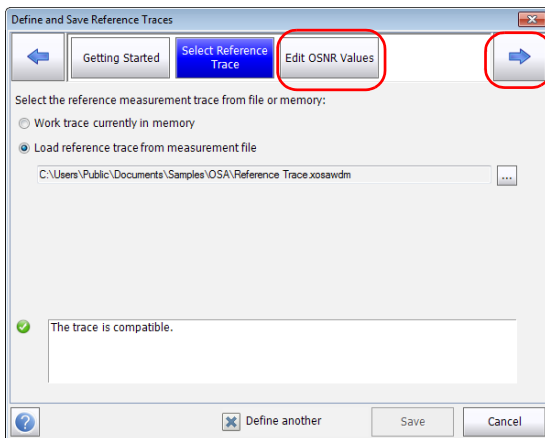 Define and Save Reference Traces
Getting Started
Select Reference
Trace
Edit OSNR Values
Select the reference measurement trace from file or memory:
Work trace currently in memory
Load reference trace from measurement file
C:\Users\Public\Documents\Samples\OSA\Reference Trace.xosawdm
...
The trace is compatible.
?
Define another
Save
Cancel